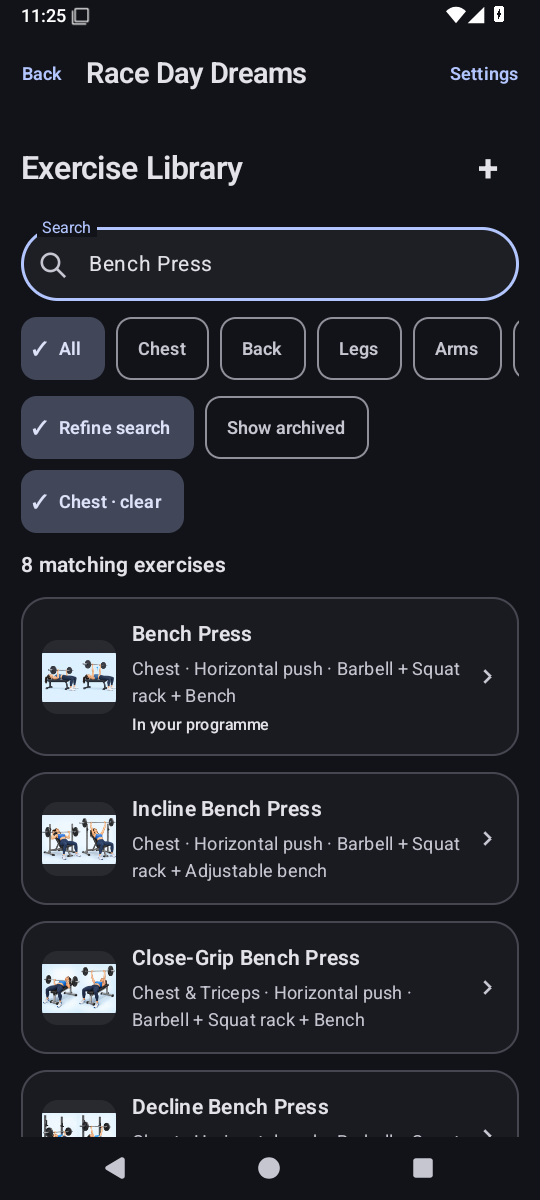 11:25
Back Race Day Dreams Settings
Exercise Library +
Search
Bench Press
✓ All Chest Back Legs Arms
✓ Refine search Show archived
✓ Chest · clear
8 matching exercises
Bench Press
Chest · Horizontal push · Barbell + Squat
rack + Bench
In your programme
Incline Bench Press
Chest · Horizontal push · Barbell + Squat
rack + Adjustable bench
Close-Grip Bench Press
Chest & Triceps · Horizontal push ·
Barbell + Squat rack + Bench
Decline Bench Press